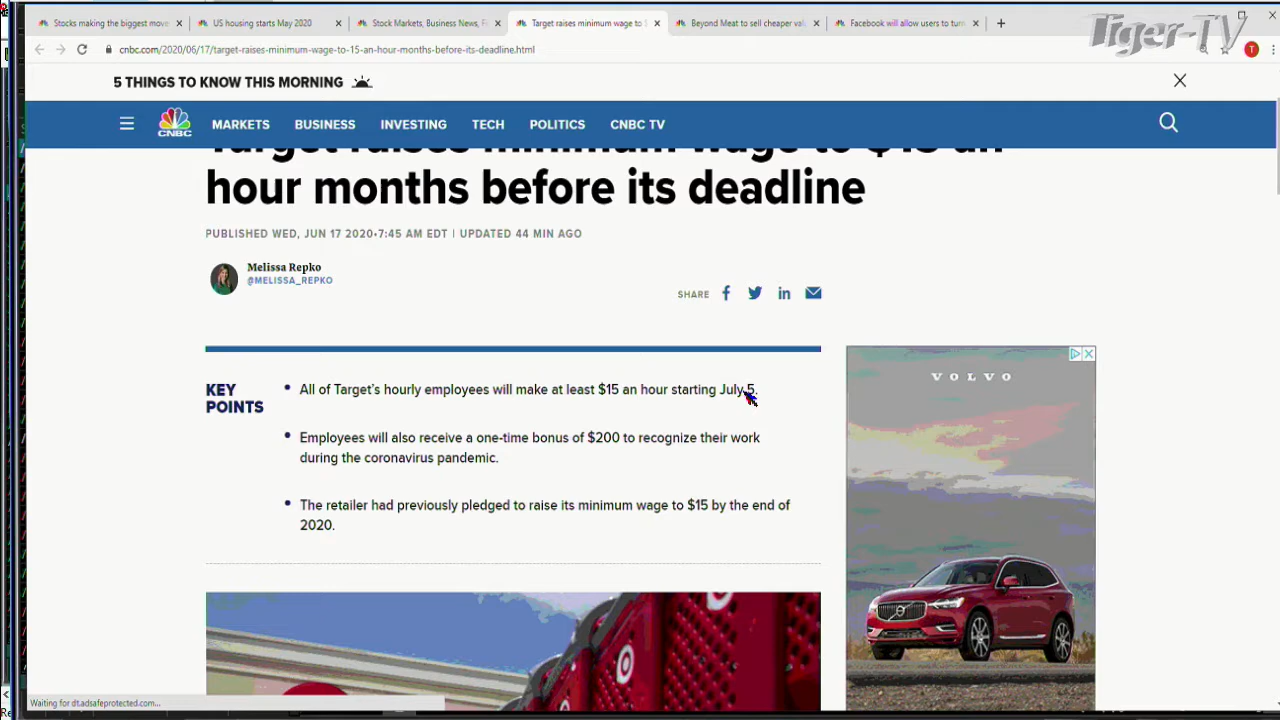 Stocks making the biggest move
US housing starts May 2020
Stock Markets, Business News, F
Target raises minimum wage to $
Beyond Meat to sell cheaper val
Facebook will allow users to turn
Tiger-TV
cnbc.com/2020/06/17/target-raises-minimum-wage-to-15-an-hour-months-before-its-deadline.html
T
5 THINGS TO KNOW THIS MORNING
CNBC
MARKETS
BUSINESS
INVESTING
TECH
POLITICS
CNBC TV
Target raises minimum wage to $15 an
hour months before its deadline
PUBLISHED WED, JUN 17 2020•7:45 AM EDT | UPDATED 44 MIN AGO
Melissa Repko
@MELISSA_REPKO
SHARE
VOLVO
KEY
POINTS
All of Target's hourly employees will make at least $15 an hour starting July 5.
Employees will also receive a one-time bonus of $200 to recognize their work
during the coronavirus pandemic.
The retailer had previously pledged to raise its minimum wage to $15 by the end of
2020.
Waiting for dt.adsafeprotected.com...